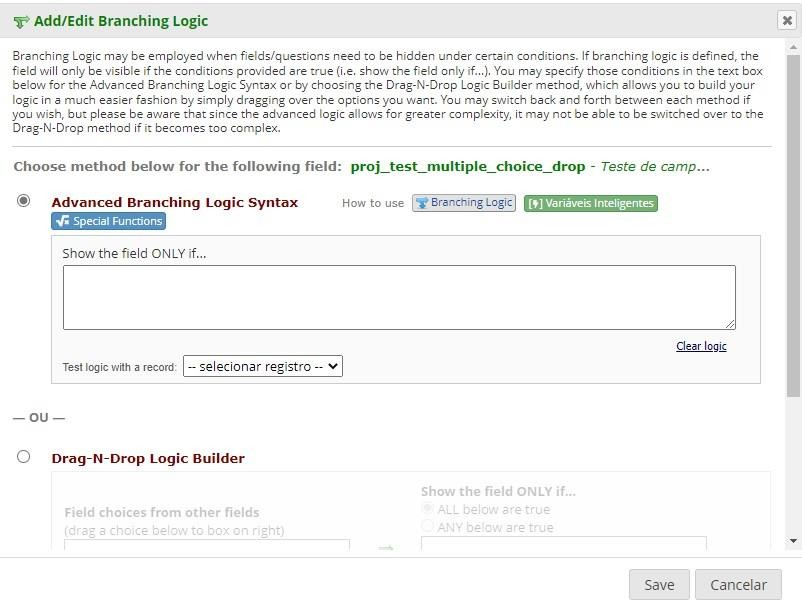 Add/Edit Branching Logic
Branching Logic may be employed when fields/questions need to be hidden under certain conditions. If branching logic is defined, the
field will only be visible if the conditions provided are true (i.e. show the field only if...). You may specify those conditions in the text box
below for the Advanced Branching Logic Syntax or by choosing the Drag-N-Drop Logic Builder method, which allows you to build your
logic in a much easier fashion by simply dragging over the options you want. You may switch back and forth between each method if
you wish, but please be aware that since the advanced logic allows for greater complexity, it may not be able to be switched over to the
Drag-N-Drop method if it becomes too complex.
Choose method below for the following field: proj_test_multiple_choice_drop - Teste de camp...
Advanced Branching Logic Syntax How to use Branching Logic Variáveis Inteligentes
Special Functions
Show the field ONLY if...
Clear logic
Test logic with a record: -- selecionar registro --
— OU —
Drag-N-Drop Logic Builder
Show the field ONLY if...
Field choices from other fields ALL below are true
(drag a choice below to box on right) ANY below are true
Save Cancelar